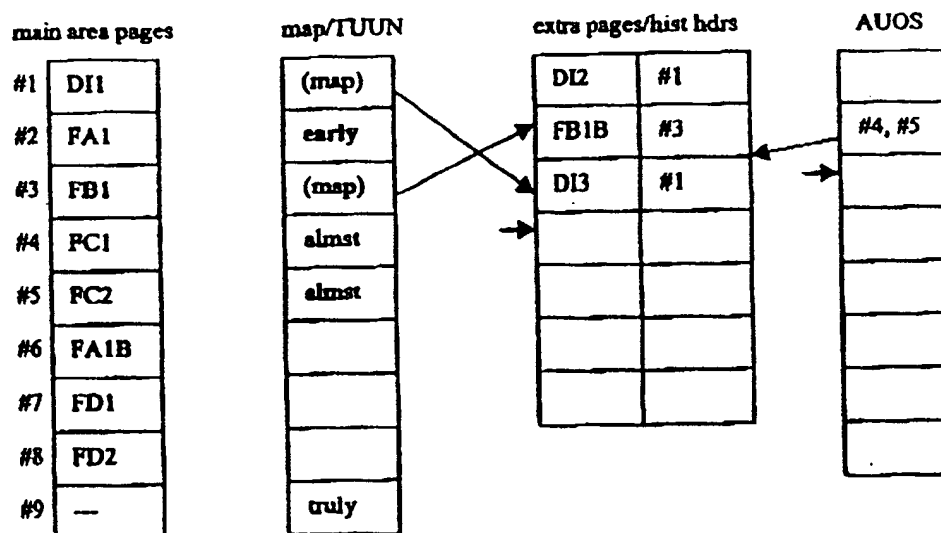 main area pages map/TUUN extra pages/hist hdrs AUOS
#1 DI1 (map) DI2 #1
#2 FA1 early FB1B #3 #4, #5
#3 FB1 (map) DI3 #1
#4 FC1 almst
#5 FC2 almst
#6 FA1B
#7 FD1
#8 FD2
#9 — truly